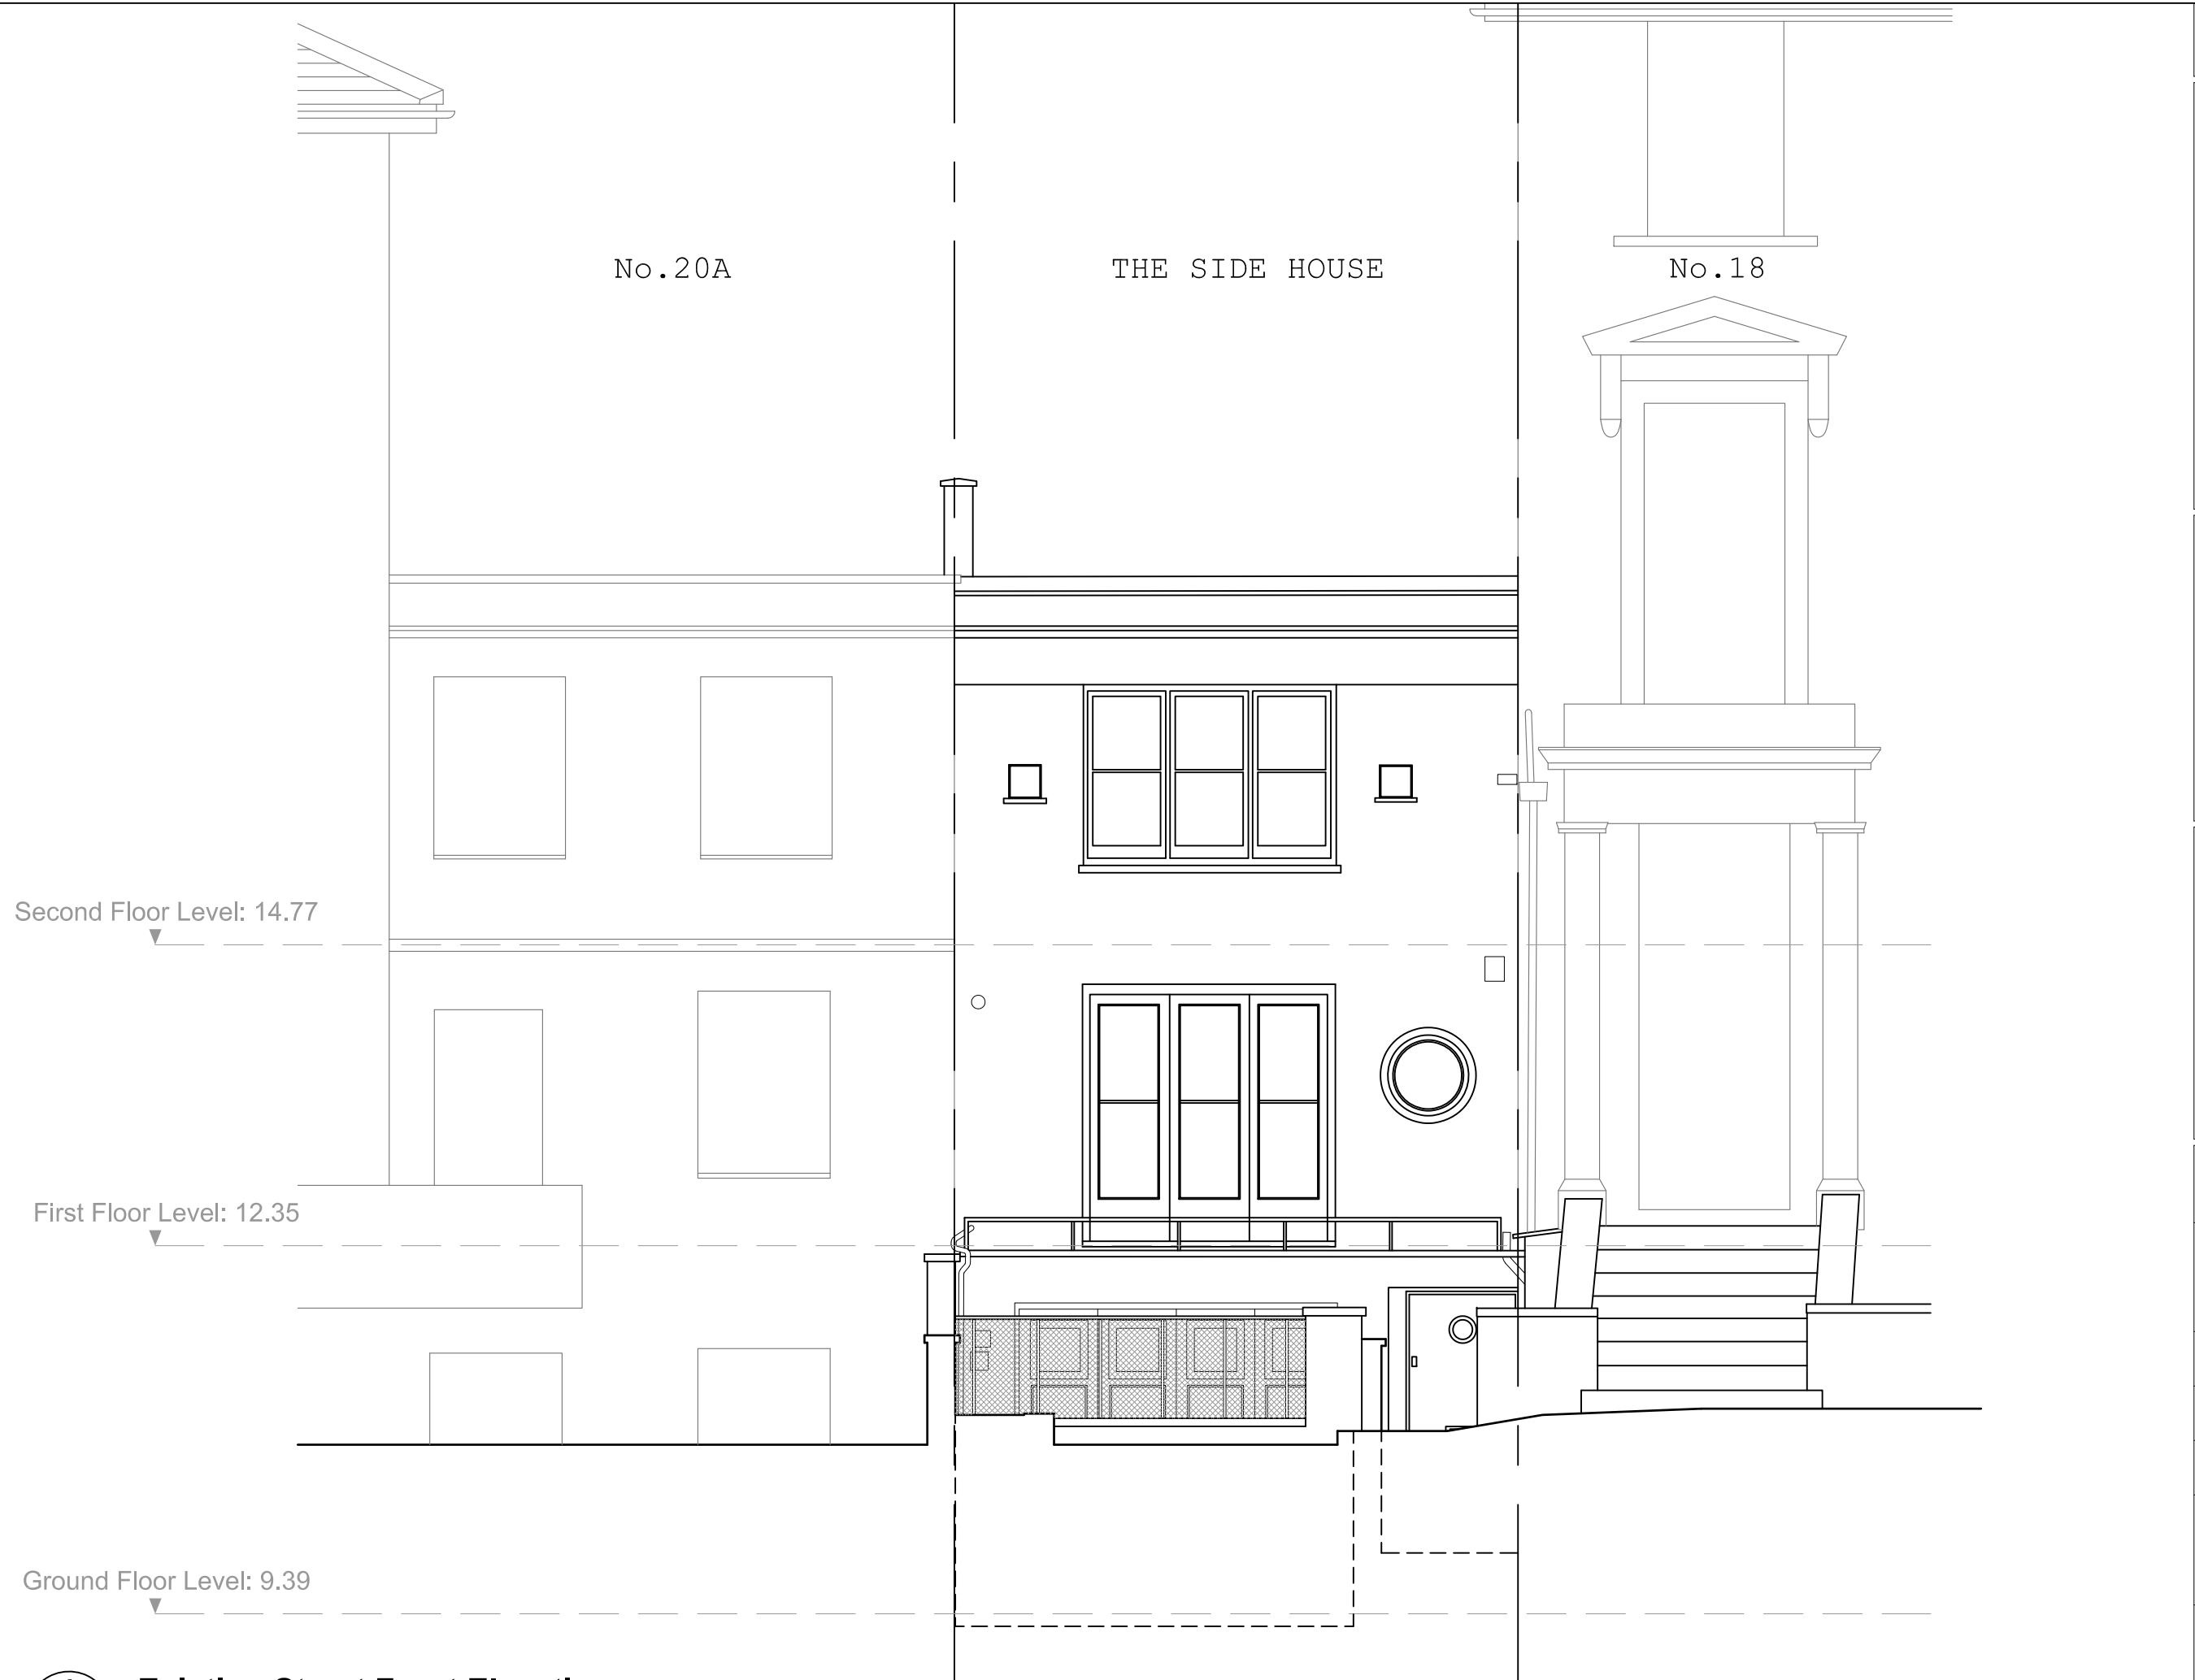 No.20A
THE SIDE HOUSE
No.18
Second Floor Level: 14.77
First Floor Level: 12.35
Ground Floor Level: 9.39